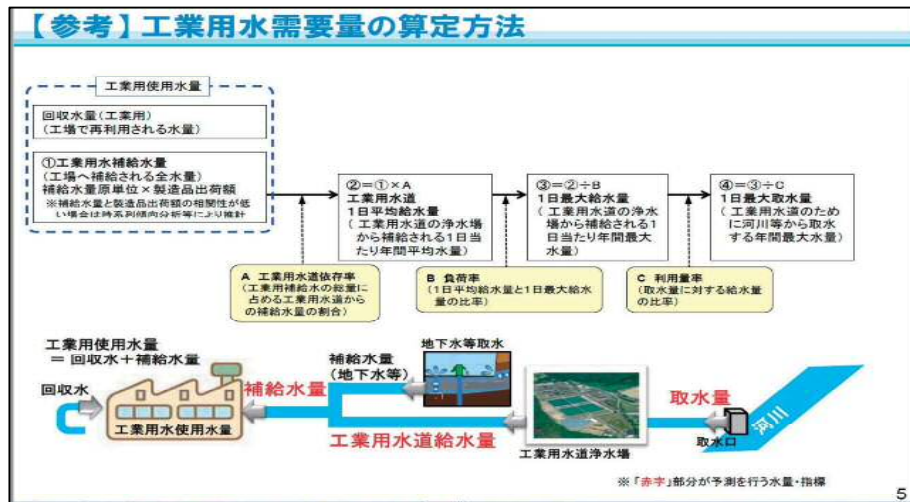 【参考】工業用水需要量の算定方法
工業用使用水量
回収水量(工業用)
(工場で再利用される水量)
①工業用水補給水量
(工場へ補給される全水量)
補給水量原単位×製造品出荷額
※補給水量と製造品出荷額の相関性が低
い場合は時系列傾向分析等により推計
②=①×A
工業用水道
1日平均給水量
(工業用水道の浄水場
から補給される1日当
たり年間平均水量)
③=②÷B
1日最大給水量
(工業用水道の浄水
場から補給される1
日当たり年間最大
水量)
④=③÷C
1日最大取水量
(工業用水道のため
に河川等から取水
する年間最大水量)
A 工業用水道依存率
(工業用補給水の総量に
占める工業用水道から
の補給水量の割合)
B 負荷率
(1日平均給水量と1日最大給水
量の比率)
C 利用量率
(取水量に対する給水量
の比率)
工業用使用水量
=回収水+補給水量
回収水
工業用水使用水量
補給水量
補給水量
(地下水等)
地下水等取水
工業用水道給水量
工業用水道浄水場
取水量
取水口
河川
※「赤字」部分が予測を行う水量・指標
5